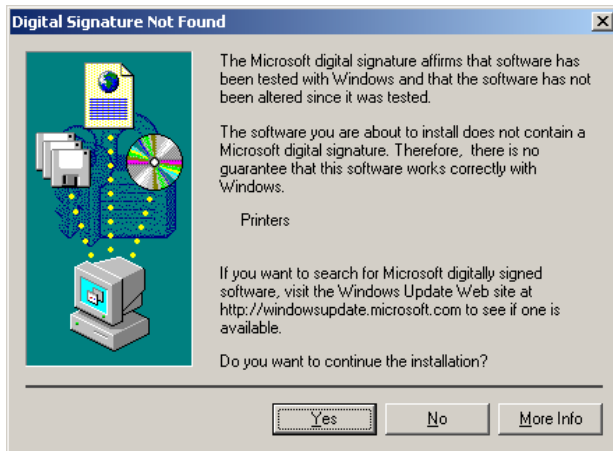 Digital Signature Not Found
The Microsoft digital signature affirms that software has
been tested with Windows and that the software has not
been altered since it was tested.
The software you are about to install does not contain a
Microsoft digital signature. Therefore,  there is no
guarantee that this software works correctly with
Windows.
Printers
If you want to search for Microsoft digitally signed
software, visit the Windows Update Web site at
http://windowsupdate.microsoft.com to see if one is
available.
Do you want to continue the installation?
Yes No More Info